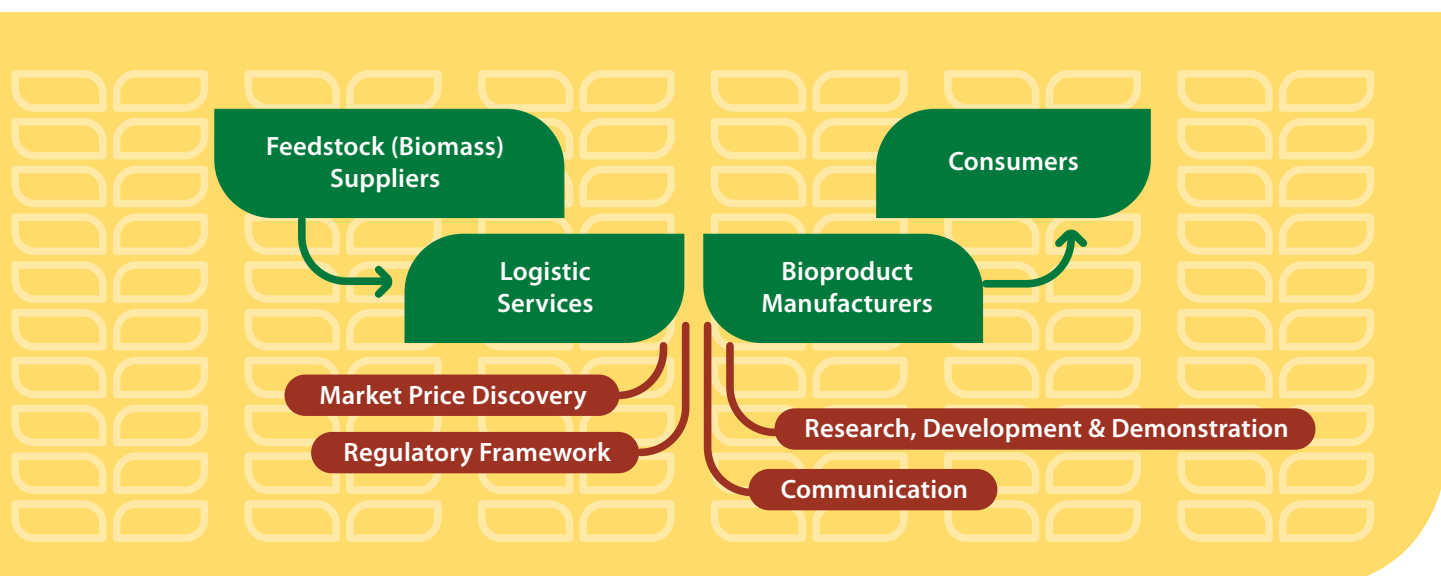 Feedstock (Biomass)
Suppliers
Consumers
Logistic
Services
Bioproduct
Manufacturers
Market Price Discovery
Regulatory Framework
Research, Development & Demonstration
Communication